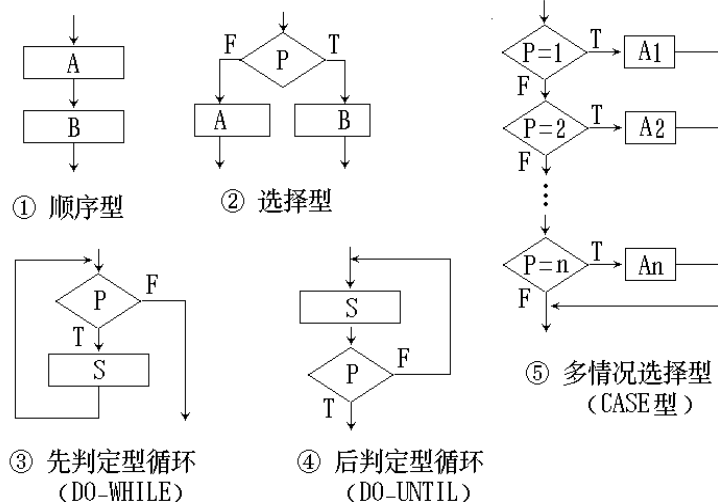 A
B
① 顺序型
F
P
T
A
B
② 选择型
P=1
T
A1
F
P=2
T
A2
F
P=n
T
An
F
⑤ 多情况选择型
(CASE型)
P
F
T
S
③ 先判定型循环
(DO-WHILE)
S
P
F
T
④ 后判定型循环
(DO-UNTIL)